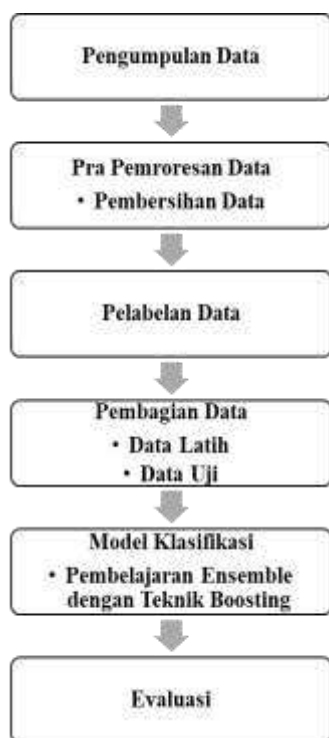 Pengumpulan Data
Pra Pemroresan Data
• Pembersihan Data
Pelabelan Data
Pembagian Data
• Data Latih
• Data Uji
Model Klasifikasi
• Pembelajaran Ensemble
dengan Teknik Boosting
Evaluasi